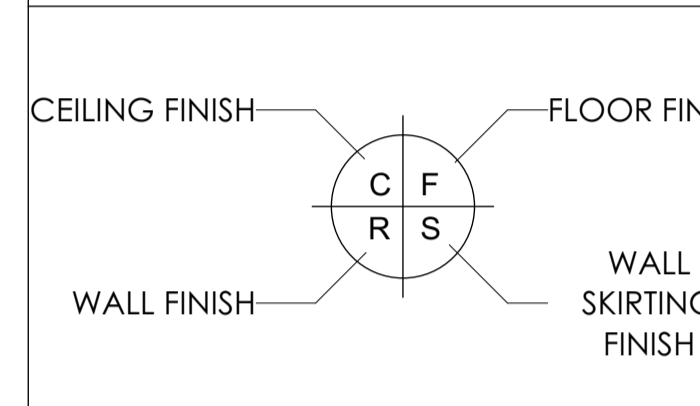 CEILING FINISH
FLOOR
C F
R S
WALL FINISH
WALL
FINISH